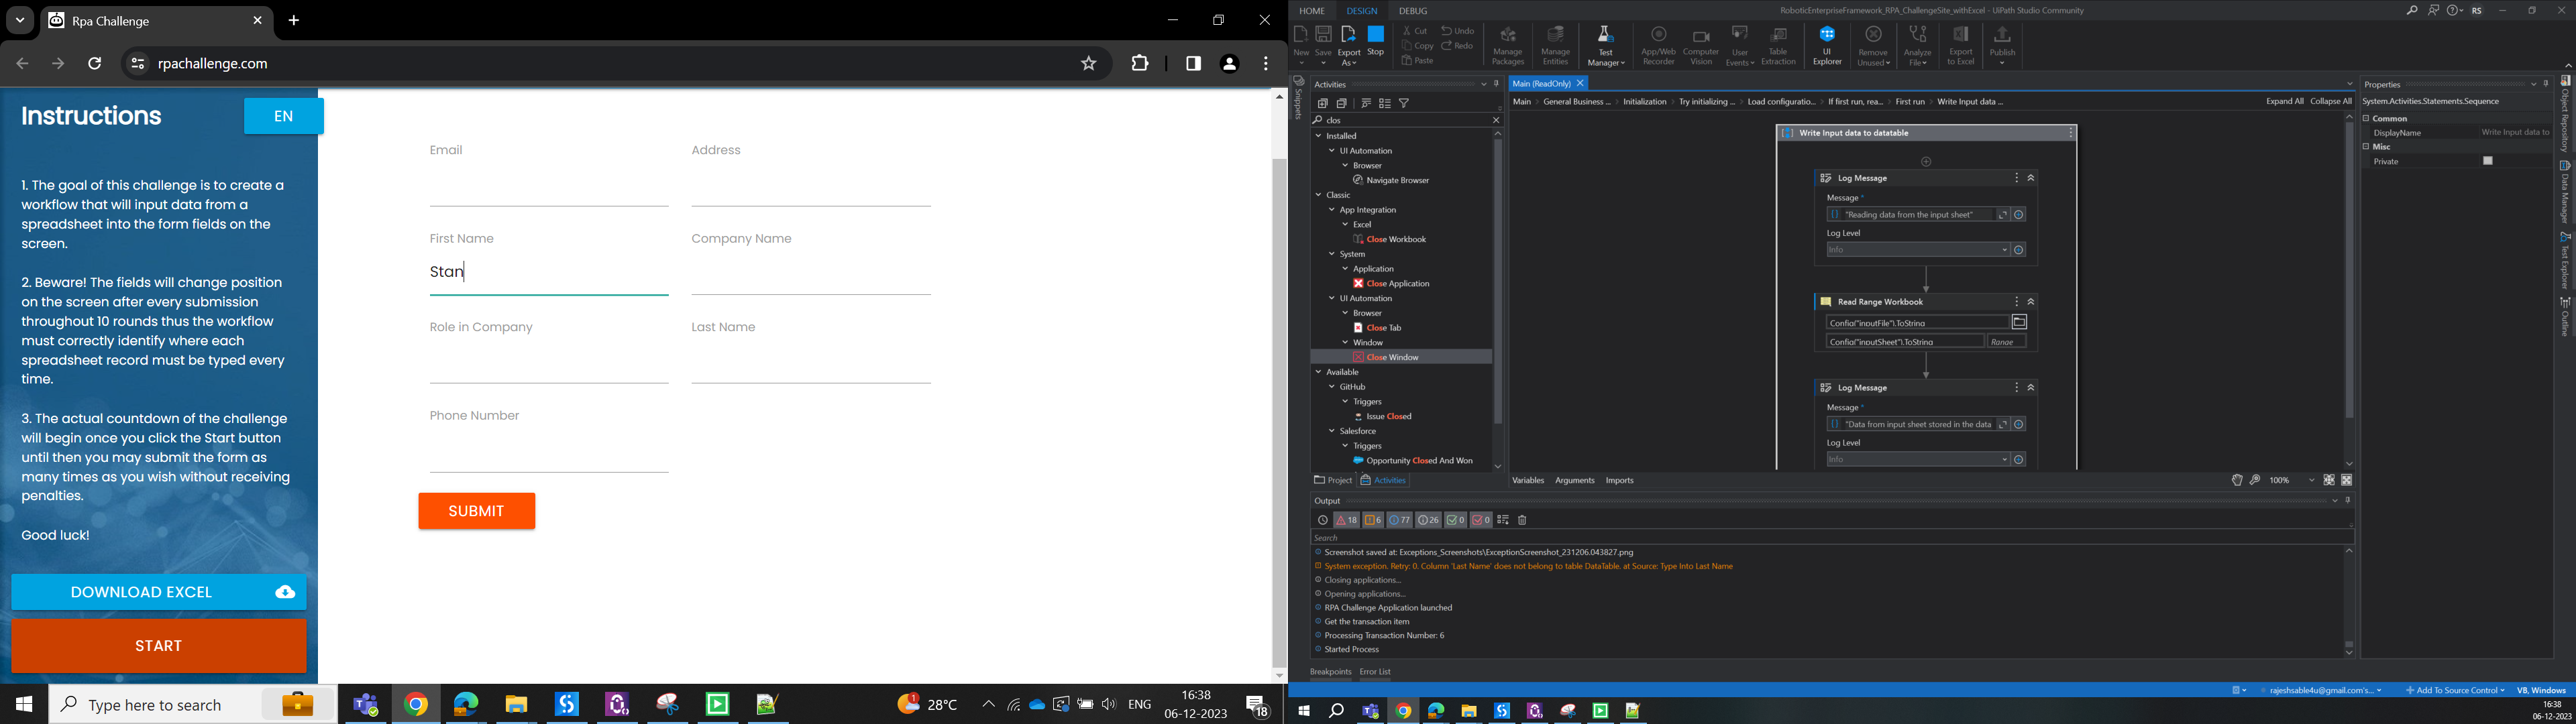 Rpa Challenge
rpachallenge.com
Instructions
EN
1. The goal of this challenge is to create a
workflow that will input data from a
spreadsheet into the form fields on the
screen.
2. Beware! The fields will change position
on the screen after every submission
throughout 10 rounds thus the workflow
must correctly identify where each
spreadsheet record must be typed every
time.
3. The actual countdown of the challenge
will begin once you click the Start button
until then you may submit the form as
many times as you wish without receiving
penalties.
Good luck!
DOWNLOAD EXCEL
START
Email
Address
First Name
Company Name
Stan
Role in Company
Last Name
Phone Number
SUBMIT
Type here to search
28°C
ENG
16:38
06-12-2023
18
HOME DESIGN DEBUG
RoboticEnterpriseFramework_RPA_ChallengeSite_withExcel - UiPath Studio Community
RS
New
Save
Export As
Stop
Cut
Copy
Paste
Undo
Redo
Manage Packages
Manage Entities
Test Manager
App/Web Recorder
Computer Vision
User Events
Table Extraction
UI Explorer
Remove Unused
Analyze File
Export to Excel
Publish
Snippets
Activities
clos
Installed
UI Automation
Browser
Navigate Browser
Classic
App Integration
Excel
Close Workbook
System
Application
Close Application
UI Automation
Browser
Close Tab
Window
Close Window
Available
GitHub
Triggers
Issue Closed
Salesforce
Triggers
Opportunity Closed And Won
Project
Activities
Main (ReadOnly)
Main > General Business ... > Initialization > Try initializing ... > Load configuratio... > If first run, rea... > First run > Write Input data ...
Expand All Collapse All
Write Input data to datatable
Log Message
Message *
"Reading data from the input sheet"
Log Level
Info
Read Range Workbook
Config("inputFile").ToString
Config("inputSheet").ToString
Range
Log Message
Message *
"Data from input sheet stored in the data
Log Level
Info
Variables Arguments Imports
100%
Properties
System.Activities.Statements.Sequence
Common
DisplayName
Write Input data to
Misc
Private
Object Repository
Data Manager
Test Explorer
Outline
Output
18
6
77
26
0
0
Search
Screenshot saved at: Exceptions_Screenshots\ExceptionScreenshot_231206.043827.png
System exception. Retry: 0. Column 'Last Name' does not belong to table DataTable. at Source: Type Into Last Name
Closing applications...
Opening applications...
RPA Challenge Application launched
Get the transaction item
Processing Transaction Number: 6
Started Process
Breakpoints Error List
rajeshsable4u@gmail.com's...
Add To Source Control
VB, Windows
16:38
06-12-2023